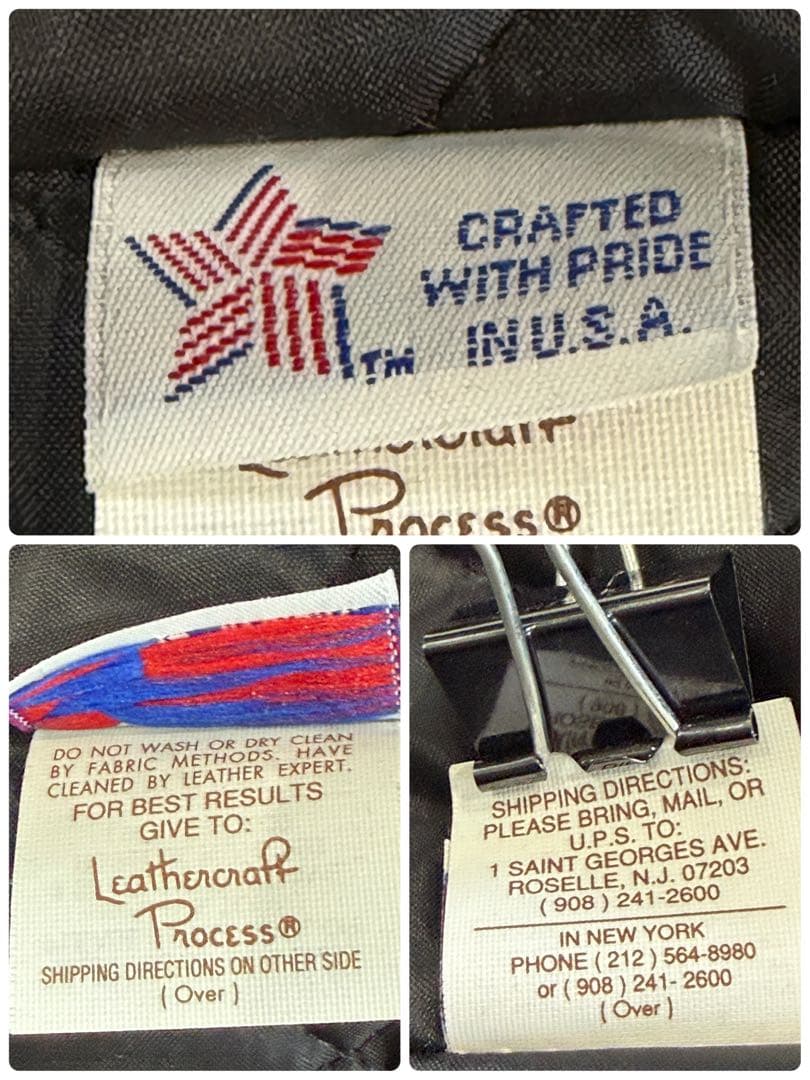 CRAFTED
WITH PRIDE
IN U.S.A.
TM
Process®
DO NOT WASH OR DRY CLEAN
BY FABRIC METHODS. HAVE
CLEANED BY LEATHER EXPERT.
FOR BEST RESULTS
GIVE TO:
Leathercraft
Process®
SHIPPING DIRECTIONS ON OTHER SIDE
( Over )
SHIPPING DIRECTIONS:
PLEASE BRING, MAIL, OR
U.P.S. TO:
1 SAINT GEORGES AVE.
ROSELLE, N.J. 07203
( 908 ) 241-2600
IN NEW YORK
PHONE ( 212 ) 564-8980
or ( 908 ) 241- 2600
( Over )